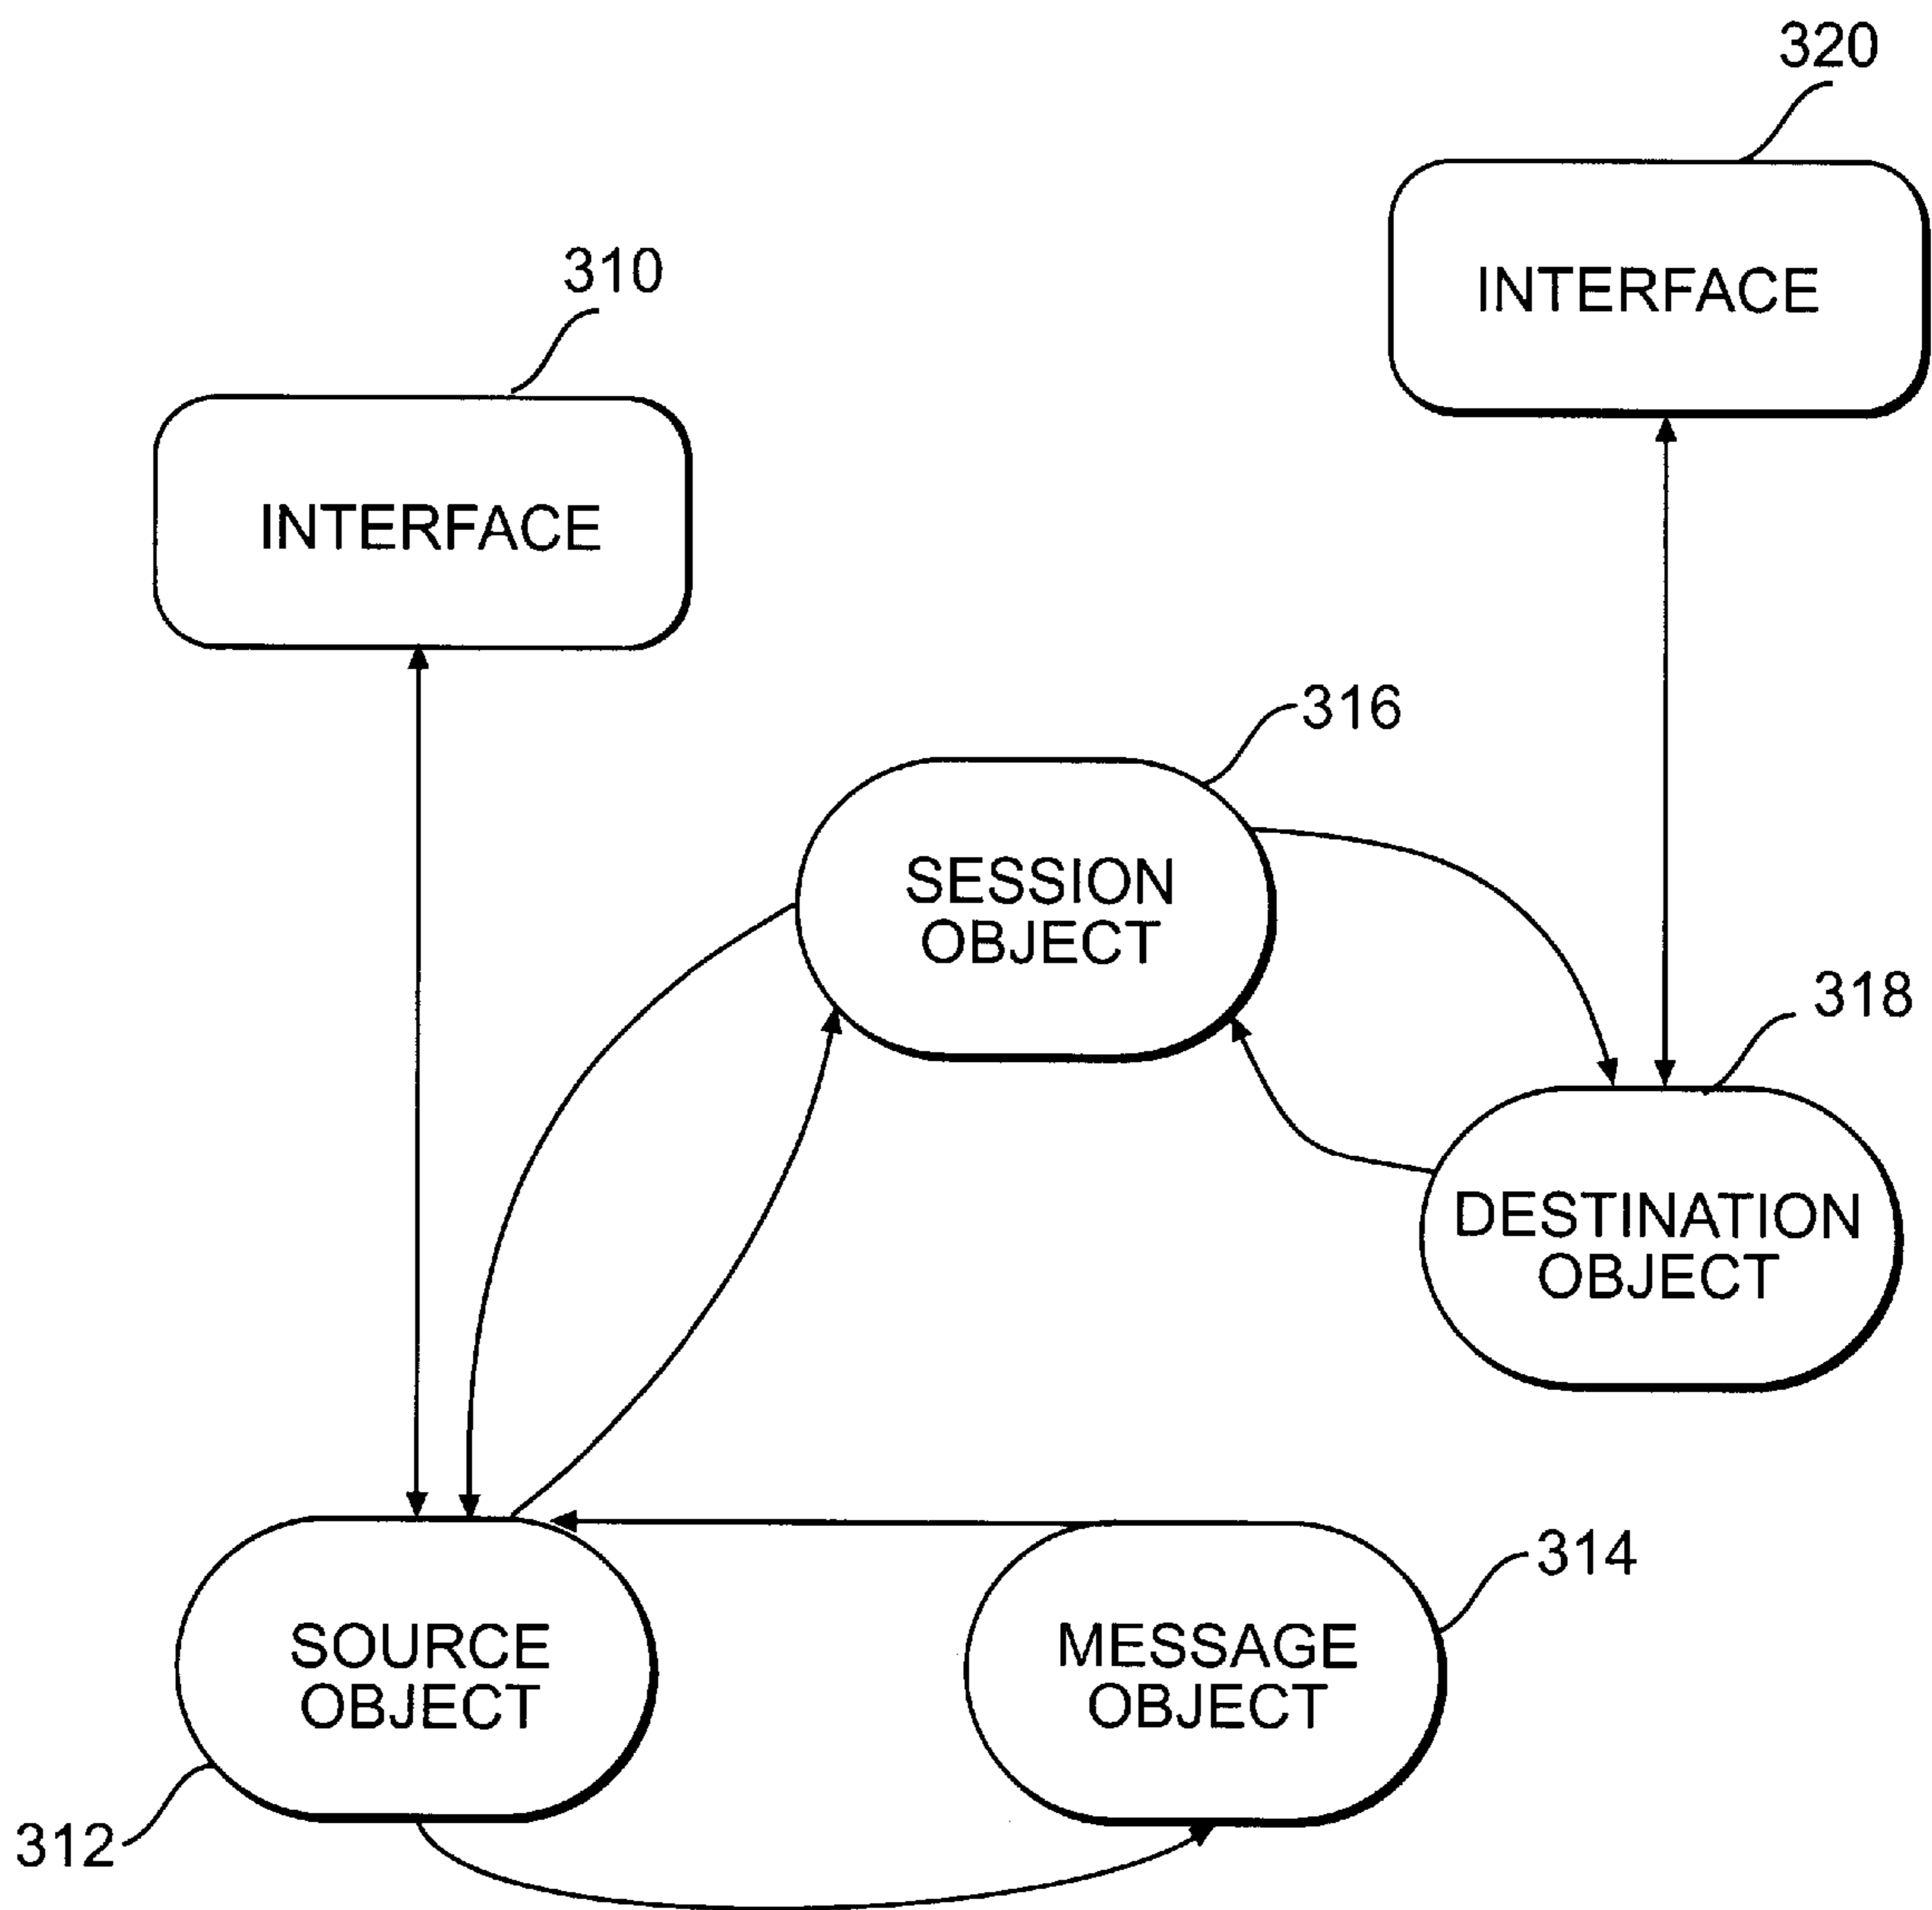 320
INTERFACE
310
INTERFACE
316
SESSION
OBJECT
318
DESTINATION
OBJECT
314
SOURCE
OBJECT
MESSAGE
OBJECT
312